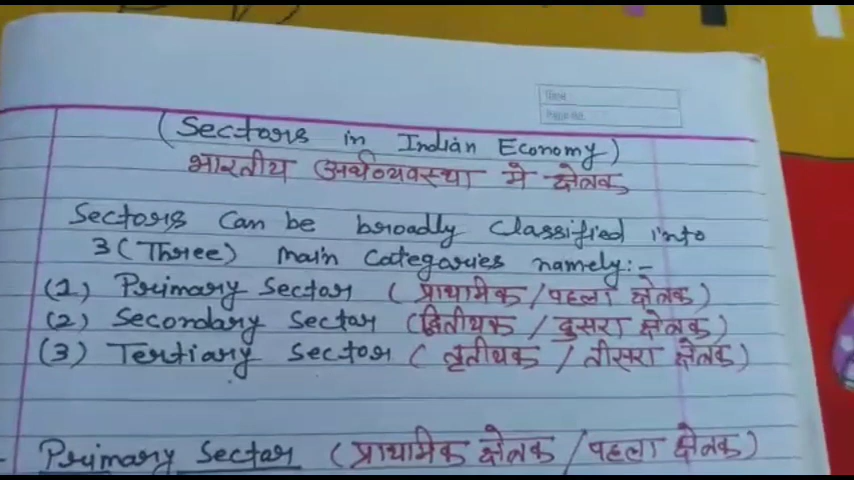 Page No.
(Sectors in Indian Economy)
भारतीय अर्थव्यवस्था मे क्षेत्रक
Sectors can be broadly classified into
3 (Three) main categories namely:-
(1) Primary Sector (प्राथमिक/पहला क्षेत्रक)
(2) Secondary Sector (द्वितीयक / दुसरा क्षेत्रक)
(3) Tertiary Sector (तृतीयक / तीसरा क्षेत्रक)
Primary Sector (प्राथमिक क्षेत्रक /पहला क्षेत्रक)